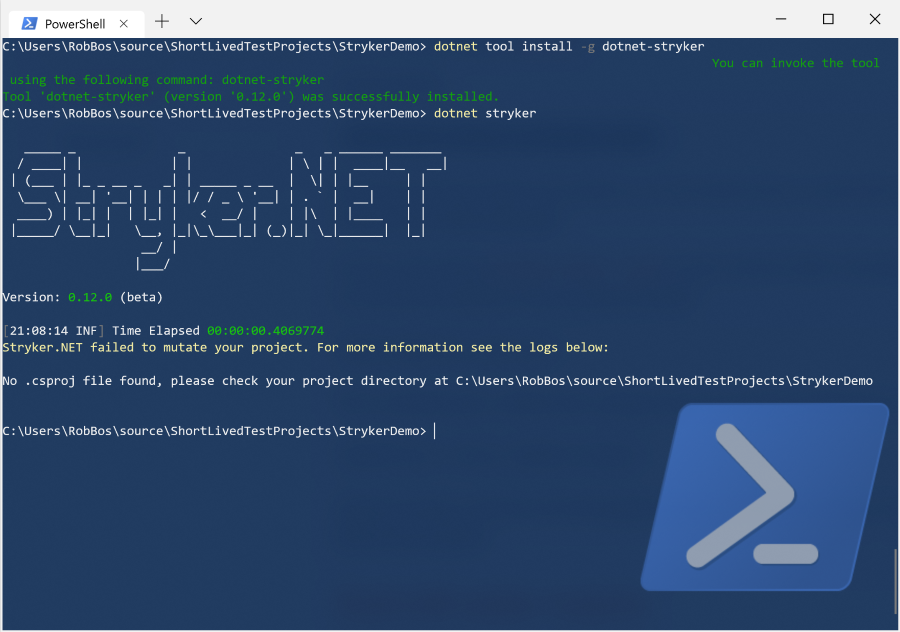 PowerShell
C:\Users\RobBos\source\ShortLivedTestProjects\StrykerDemo> dotnet tool install -g dotnet-stryker
You can invoke the tool
using the following command: dotnet-stryker
Tool 'dotnet-stryker' (version '0.12.0') was successfully installed.
C:\Users\RobBos\source\ShortLivedTestProjects\StrykerDemo> dotnet stryker
Stryker.NET
Version: 0.12.0 (beta)
[21:08:14 INF] Time Elapsed 00:00:00.4069774
Stryker.NET failed to mutate your project. For more information see the logs below:
No .csproj file found, please check your project directory at C:\Users\RobBos\source\ShortLivedTestProjects\StrykerDemo
C:\Users\RobBos\source\ShortLivedTestProjects\StrykerDemo>